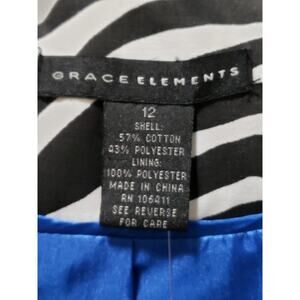 GRACE ELEMENTS
12
SHELL:
57% COTTON
43% POLYESTER
LINING:
100% POLYESTER
MADE IN CHINA
RN 106411
SEE REVERSE
FOR CARE